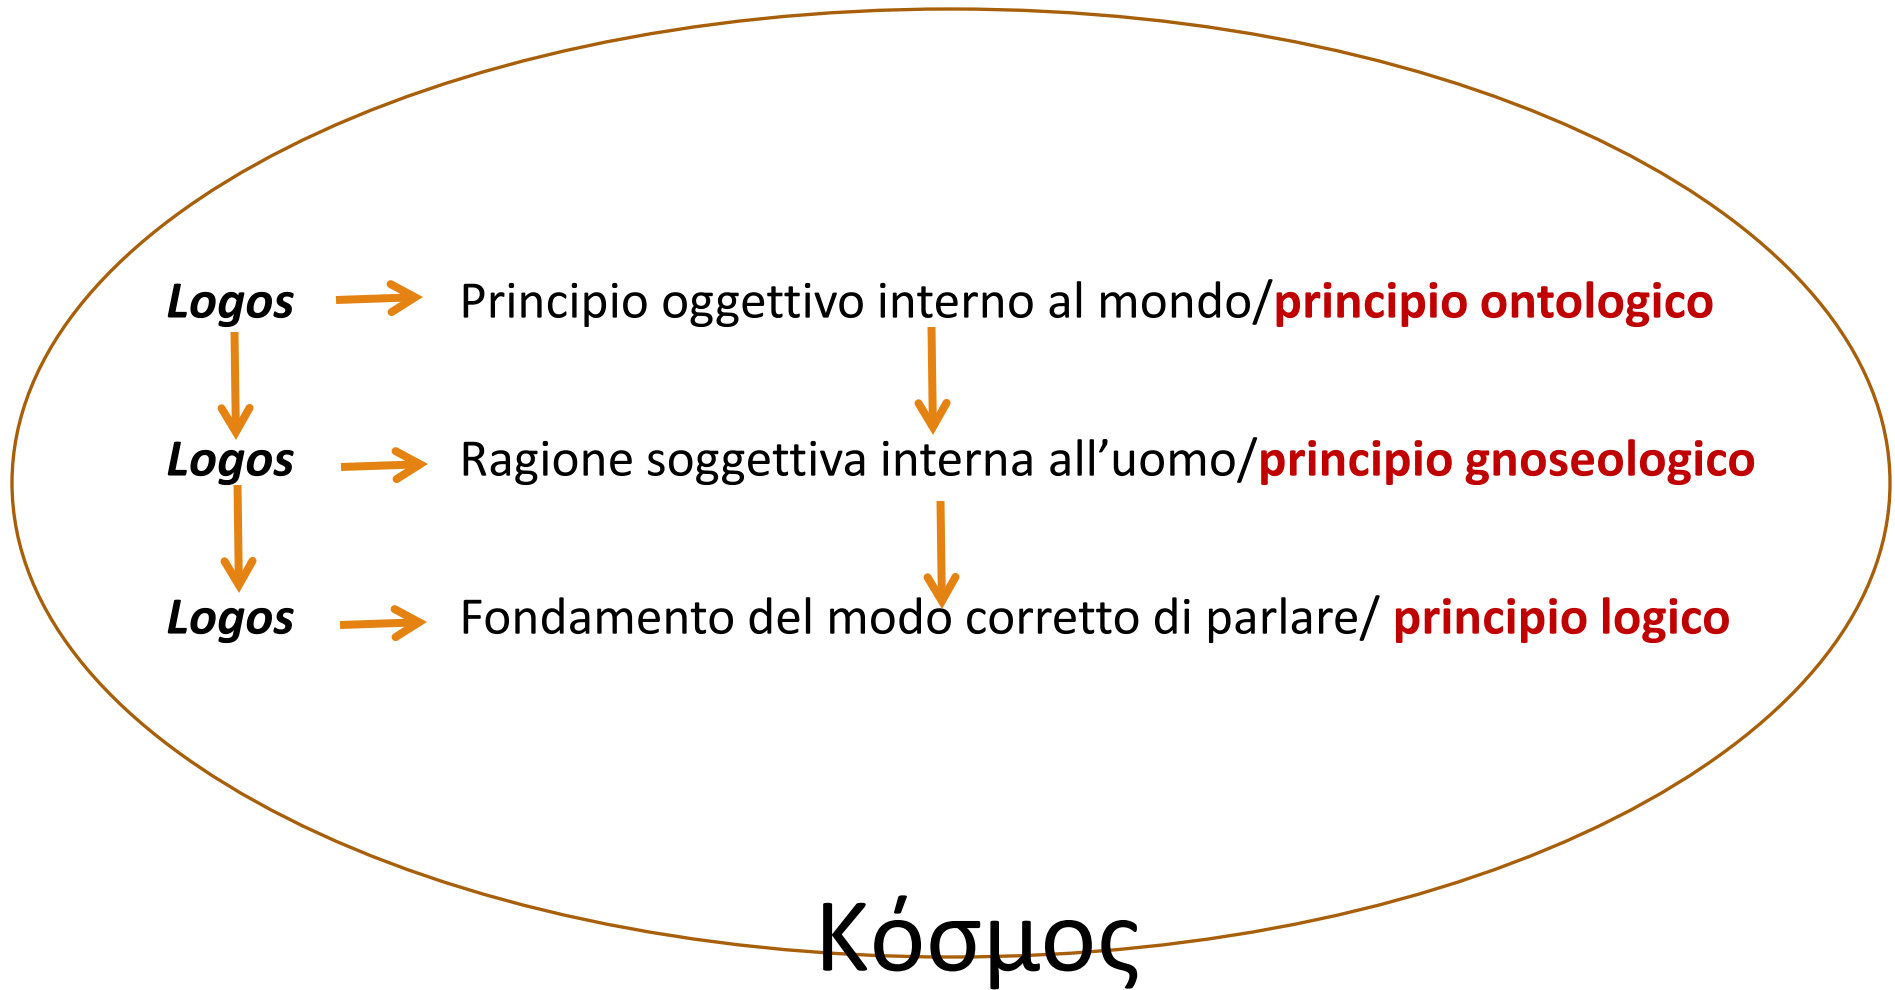 Logos Principio oggettivo interno al mondo/principio ontologico
Logos Ragione soggettiva interna all’uomo/principio gnoseologico
Logos Fondamento del modo corretto di parlare/ principio logico
Κόσμος